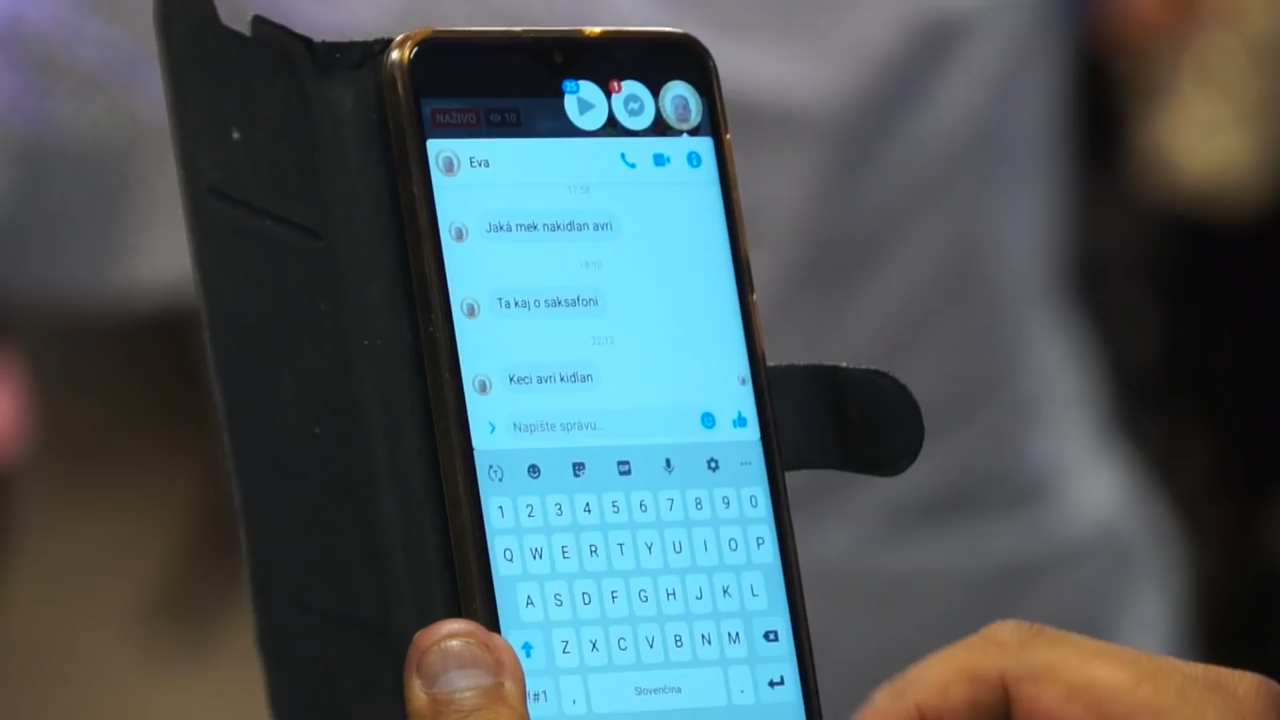 25
1
NAŽIVO 10
Eva
17:58
Jaká mek nakidlan avri
18:10
Ta kaj o saksafoni
22:12
Keci avri kidlan
Napíšte správu...
GIF
1 2 3 4 5 6 7 8 9 0
Q W E R T Y U I O P
A S D F G H J K L
Z X C V B N M
!#1 , Slovenčina .